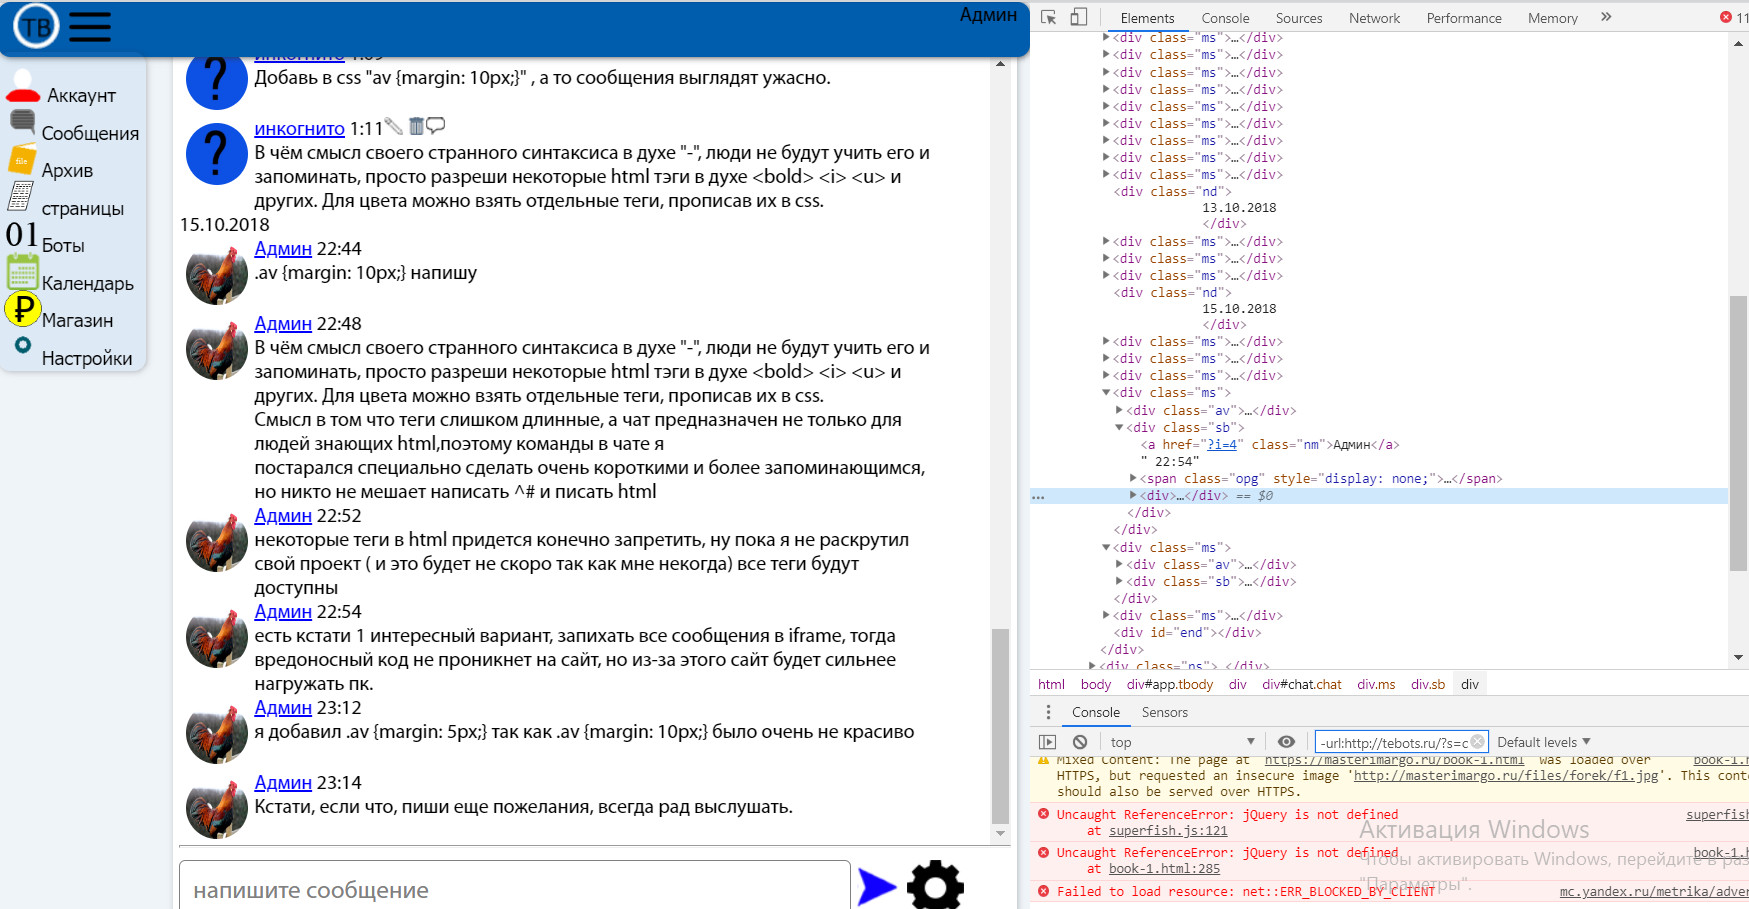 ТВ
Админ
Аккаунт
Сообщения
file
Архив
страницы
01 Боты
Календарь
₽ Магазин
Настройки
инкогнито 1:09
Добавь в css "av {margin: 10px;}" , а то сообщения выглядят ужасно.
инкогнито 1:11
В чём смысл своего странного синтаксиса в духе "-", люди не будут учить его и
запоминать, просто разреши некоторые html тэги в духе <bold> <i> <u> и
других. Для цвета можно взять отдельные теги, прописав их в css.
15.10.2018
Админ 22:44
.av {margin: 10px;} напишу
Админ 22:48
В чём смысл своего странного синтаксиса в духе "-", люди не будут учить его и
запоминать, просто разреши некоторые html тэги в духе <bold> <i> <u> и
других. Для цвета можно взять отдельные теги, прописав их в css.
Смысл в том что теги слишком длинные, а чат предназначен не только для
людей знающих html,поэтому команды в чате я
постарался специально сделать очень короткими и более запоминающимся,
но никто не мешает написать ^# и писать html
Админ 22:52
некоторые теги в html придется конечно запретить, ну пока я не раскрутил
свой проект ( и это будет не скоро так как мне некогда) все теги будут
доступны
Админ 22:54
есть кстати 1 интересный вариант, запихать все сообщения в iframe, тогда
вредоносный код не проникнет на сайт, но из-за этого сайт будет сильнее
нагружать пк.
Админ 23:12
я добавил .av {margin: 5px;} так как .av {margin: 10px;} было очень не красиво
Админ 23:14
Кстати, если что, пиши еще пожелания, всегда рад выслушать.
напишите сообщение
Elements Console Sources Network Performance Memory » 11
<div class="ms">…</div>
<div class="ms">…</div>
<div class="ms">…</div>
<div class="ms">…</div>
<div class="ms">…</div>
<div class="ms">…</div>
<div class="ms">…</div>
<div class="ms">…</div>
<div class="ms">…</div>
<div class="nd">
13.10.2018
</div>
<div class="ms">…</div>
<div class="ms">…</div>
<div class="ms">…</div>
<div class="nd">
15.10.2018
</div>
<div class="ms">…</div>
<div class="ms">…</div>
<div class="ms">…</div>
<div class="ms">
<div class="av">…</div>
<div class="sb">
<a href="?i=4" class="nm">Админ</a>
" 22:54"
<span class="opg" style="display: none;">…</span>
… <div>…</div> == $0
</div>
</div>
<div class="ms">
<div class="av">…</div>
<div class="sb">…</div>
</div>
<div class="ms">…</div>
<div id="end"></div>
</div>
<div class="ns">…</div>
html body div#app.tbody div div#chat.chat div.ms div.sb div
Console Sensors
top -url:http://tebots.ru/?s=c Default levels
Mixed Content: The page at 'https://masterimargo.ru/book-1.html' was loaded over book-1.h
HTTPS, but requested an insecure image 'http://masterimargo.ru/files/forek/f1.jpg'. This cont
should also be served over HTTPS.
Uncaught ReferenceError: jQuery is not defined superfish
at superfish.js:121
Uncaught ReferenceError: jQuery is not defined book-1.h
at book-1.html:285
Failed to load resource: net::ERR_BLOCKED_BY_CLIENT mc.yandex.ru/metrika/adver
Активация Windows
Чтобы активировать Windows, перейдите в раз
"Параметры".